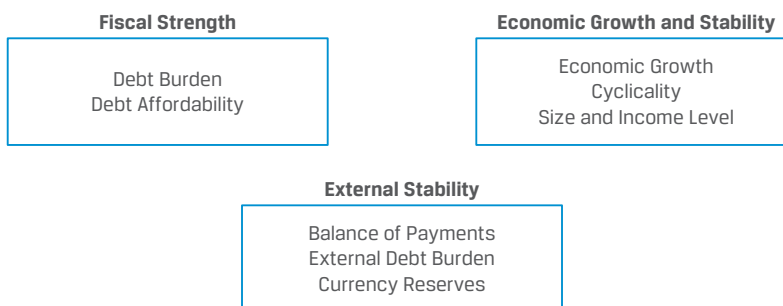 Fiscal Strength
Debt Burden
Debt Affordability
Economic Growth and Stability
Economic Growth
Cyclicality
Size and Income Level
External Stability
Balance of Payments
External Debt Burden
Currency Reserves